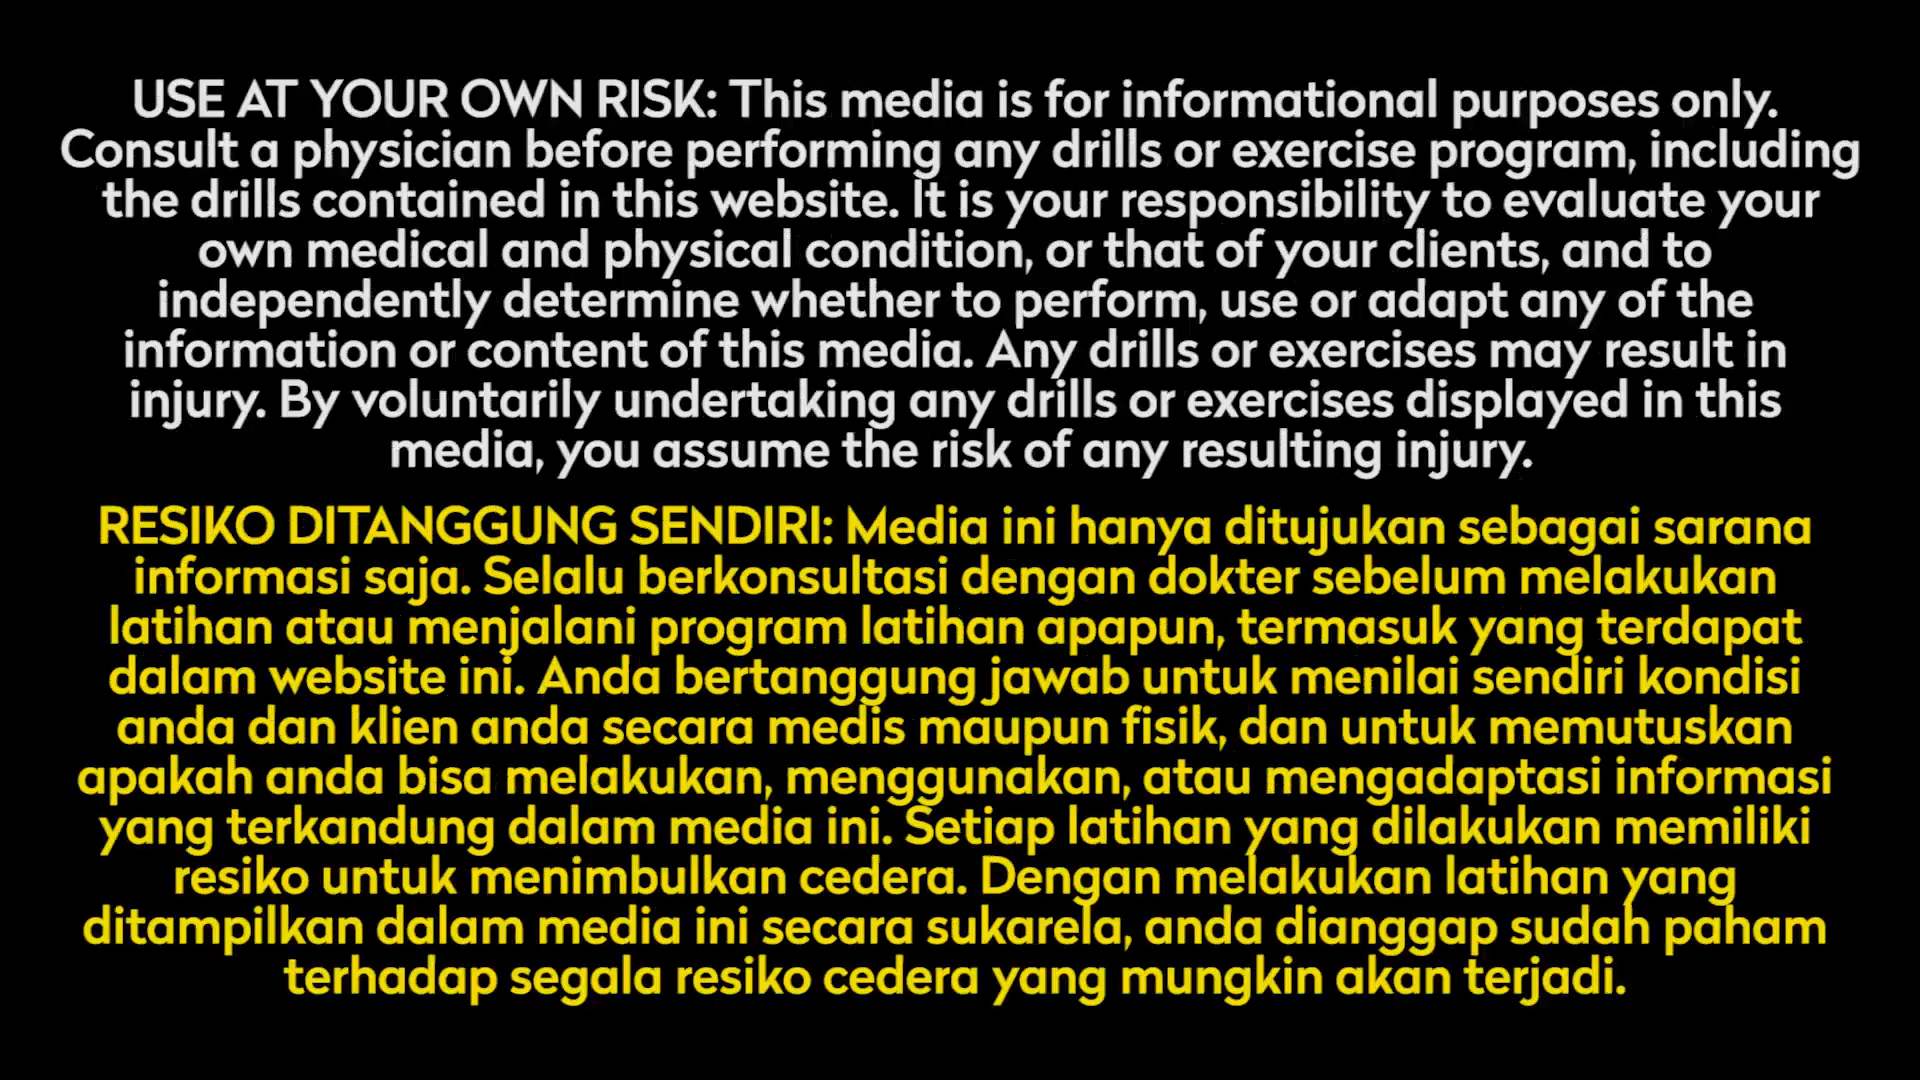 USE AT YOUR OWN RISK: This media is for informational purposes only.
Consult a physician before performing any drills or exercise program, including
the drills contained in this website. It is your responsibility to evaluate your
own medical and physical condition, or that of your clients, and to
independently determine whether to perform, use or adapt any of the
information or content of this media. Any drills or exercises may result in
injury. By voluntarily undertaking any drills or exercises displayed in this
media, you assume the risk of any resulting injury.
RESIKO DITANGGUNG SENDIRI: Media ini hanya ditujukan sebagai sarana
informasi saja. Selalu berkonsultasi dengan dokter sebelum melakukan
latihan atau menjalani program latihan apapun, termasuk yang terdapat
dalam website ini. Anda bertanggung jawab untuk menilai sendiri kondisi
anda dan klien anda secara medis maupun fisik, dan untuk memutuskan
apakah anda bisa melakukan, menggunakan, atau mengadaptasi informasi
yang terkandung dalam media ini. Setiap latihan yang dilakukan memiliki
resiko untuk menimbulkan cedera. Dengan melakukan latihan yang
ditampilkan dalam media ini secara sukarela, anda dianggap sudah paham
terhadap segala resiko cedera yang mungkin akan terjadi.